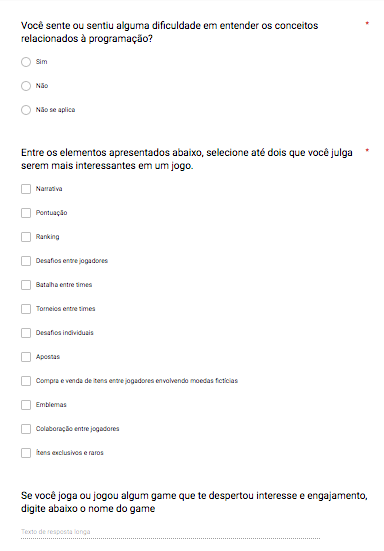 Você sente ou sentiu alguma dificuldade em entender os conceitos *
relacionados à programação?
Sim
Não
Não se aplica
Entre os elementos apresentados abaixo, selecione até dois que você julga *
serem mais interessantes em um jogo.
Narrativa
Pontuação
Ranking
Desafios entre jogadores
Batalha entre times
Torneios entre times
Desafios individuais
Apostas
Compra e venda de itens entre jogadores envolvendo moedas fictícias
Emblemas
Colaboração entre jogadores
Ítens exclusivos e raros
Se você joga ou jogou algum game que te despertou interesse e engajamento,
digite abaixo o nome do game
Texto de resposta longa